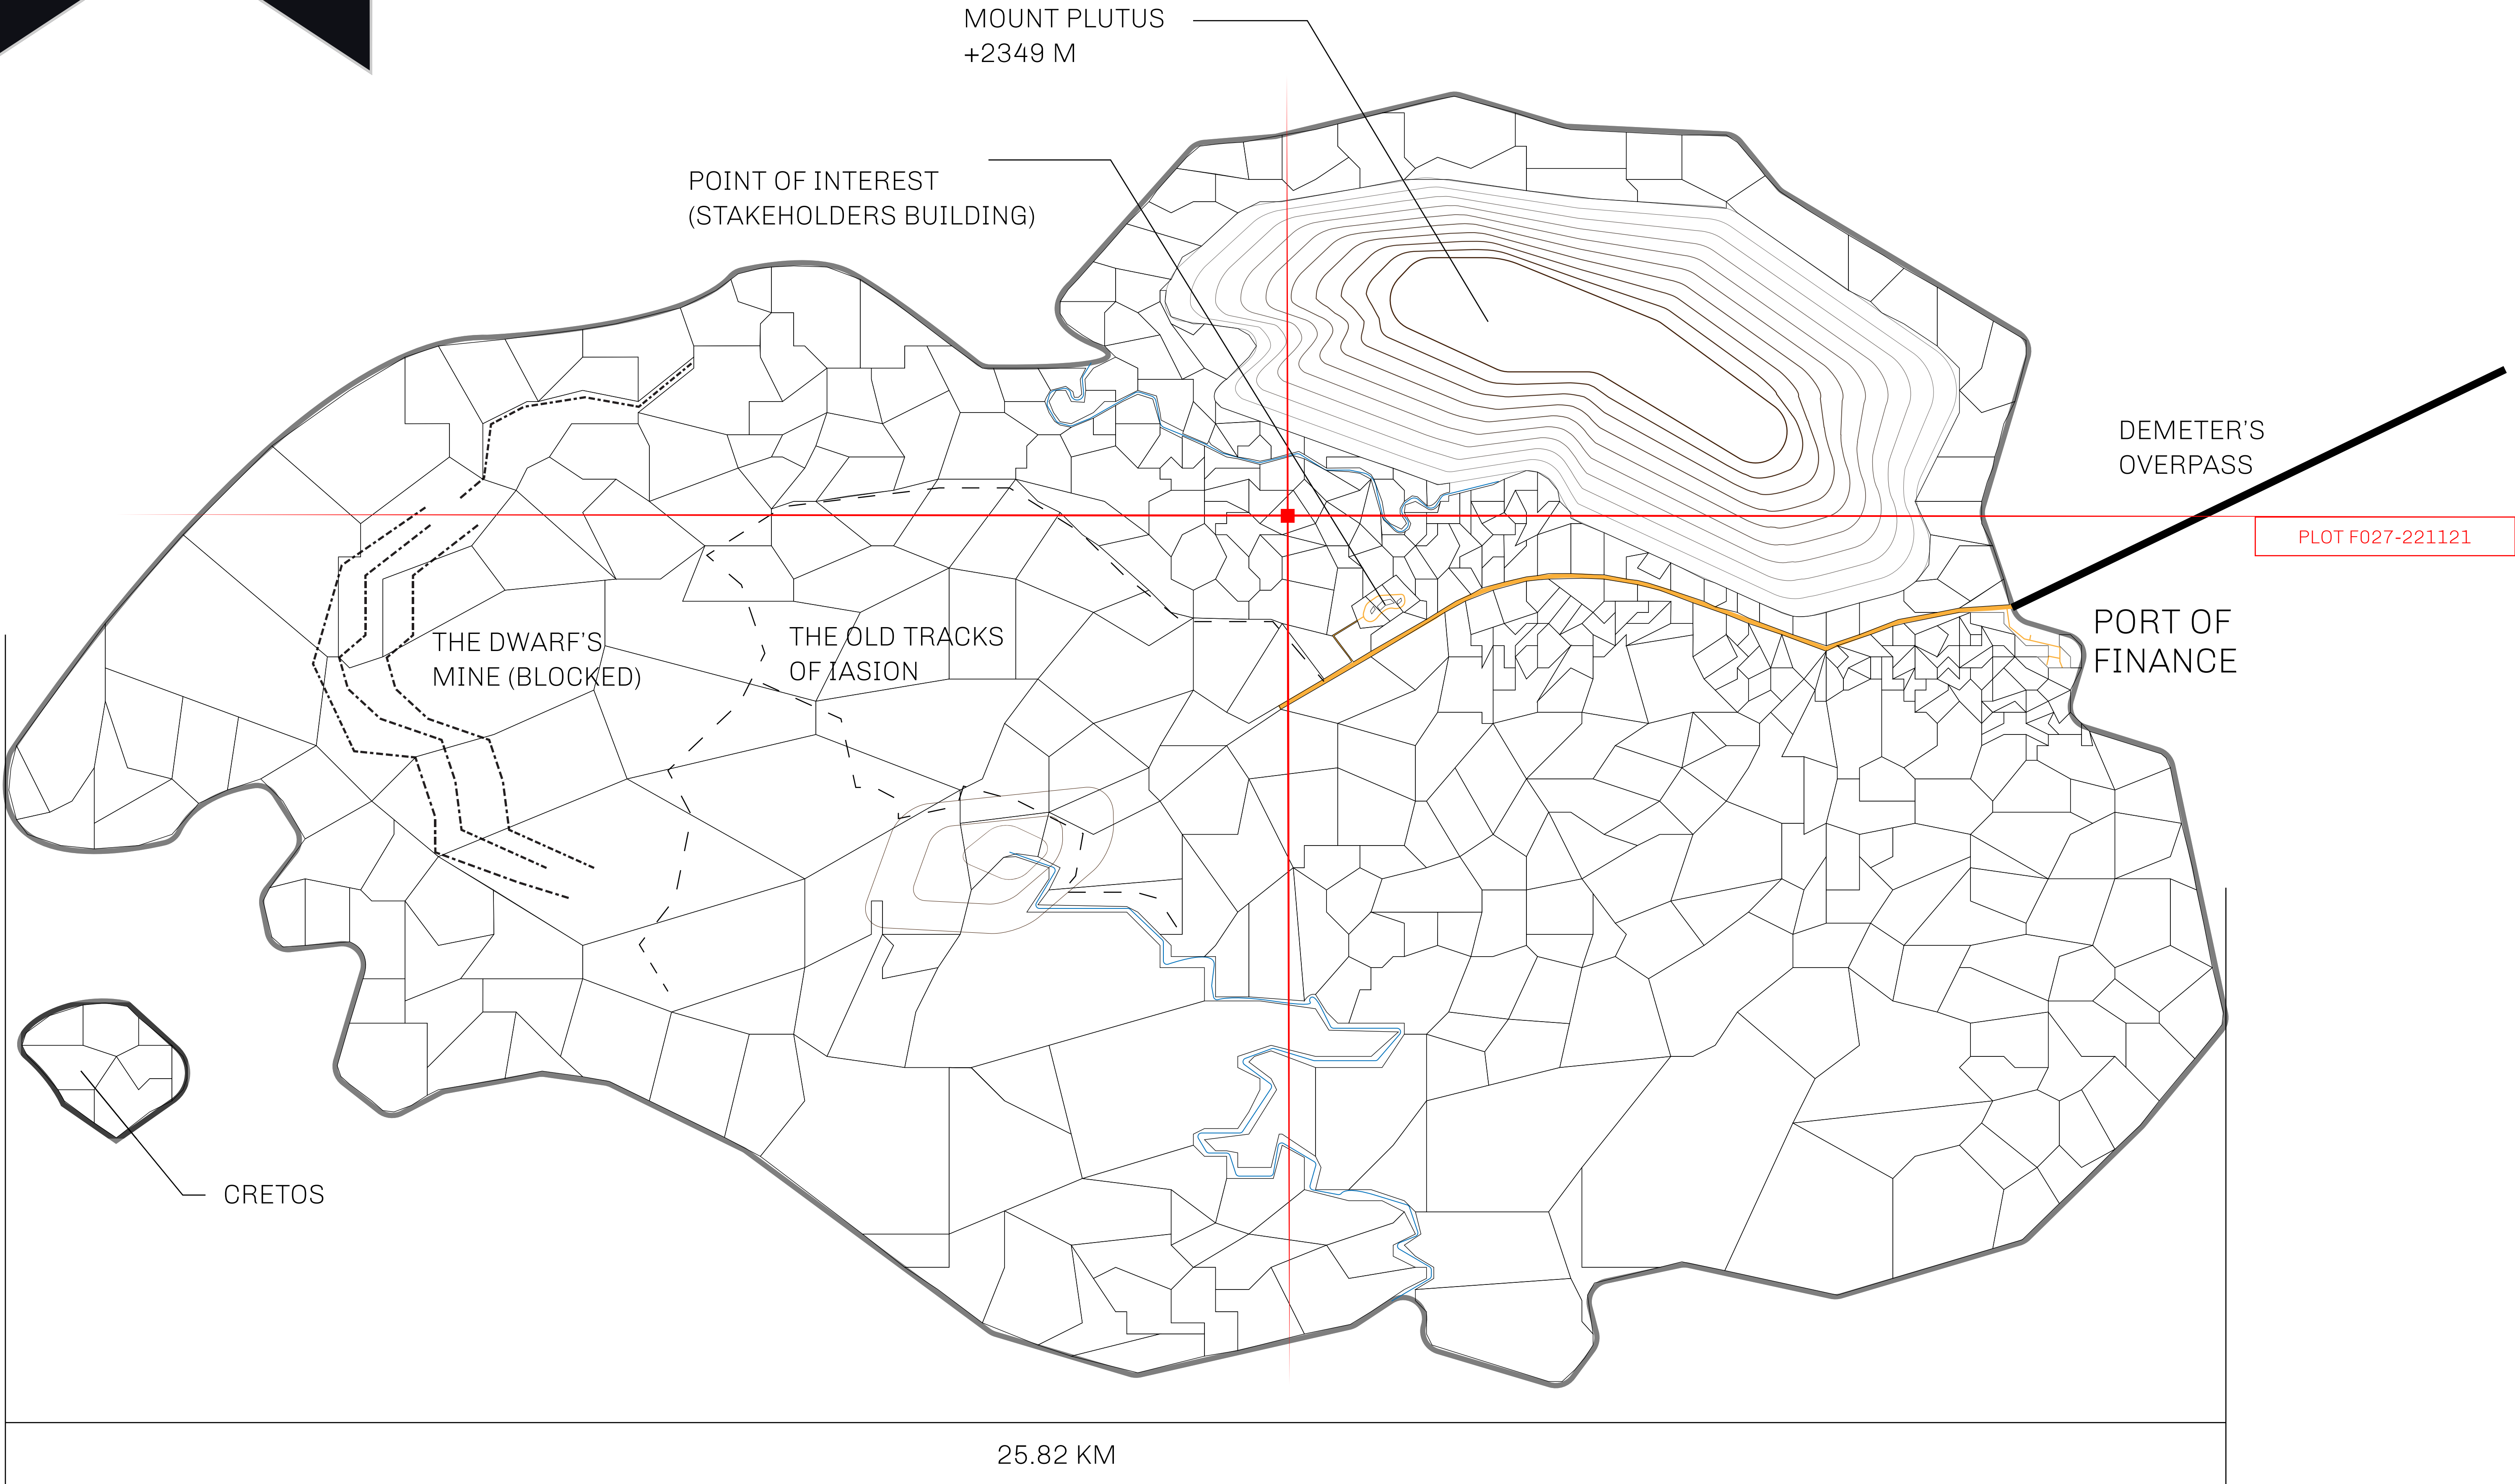 MOUNT PLUTUS
+2349 M
POINT OF INTEREST
(STAKEHOLDERS BUILDING)
DEMETER'S
OVERPASS
PLOT F027-221121
PORT OF
FINANCE
THE DWARF'S
MINE (BLOCKED)
THE OLD TRACKS
OF IASION
CRETOS
25.82 KM